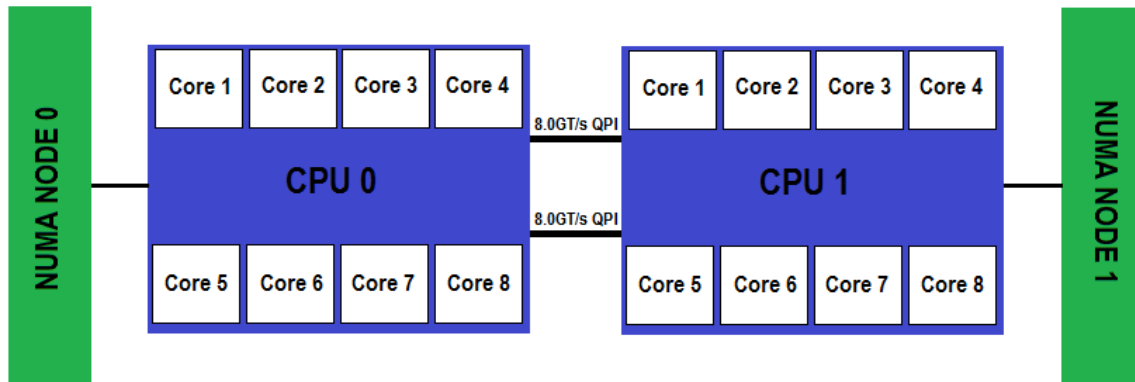 NUMA NODE 0
Core 1 Core 2 Core 3 Core 4
CPU 0
Core 5 Core 6 Core 7 Core 8
8.0GT/s QPI
8.0GT/s QPI
Core 1 Core 2 Core 3 Core 4
CPU 1
Core 5 Core 6 Core 7 Core 8
NUMA NODE 1